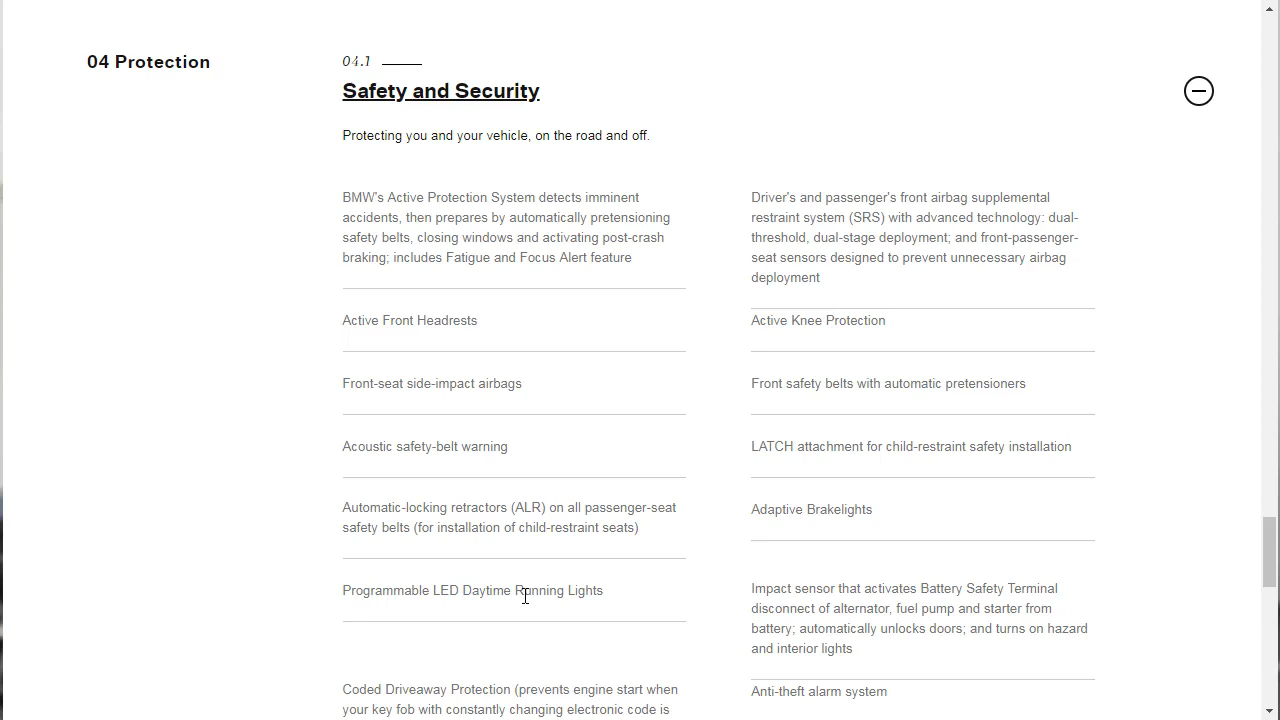 04 Protection
04.1
Safety and Security
Protecting you and your vehicle, on the road and off.
BMW's Active Protection System detects imminent
accidents, then prepares by automatically pretensioning
safety belts, closing windows and activating post-crash
braking; includes Fatigue and Focus Alert feature
Driver's and passenger's front airbag supplemental
restraint system (SRS) with advanced technology: dual-
threshold, dual-stage deployment; and front-passenger-
seat sensors designed to prevent unnecessary airbag
deployment
Active Front Headrests
Active Knee Protection
Front-seat side-impact airbags
Front safety belts with automatic pretensioners
Acoustic safety-belt warning
LATCH attachment for child-restraint safety installation
Automatic-locking retractors (ALR) on all passenger-seat
safety belts (for installation of child-restraint seats)
Adaptive Brakelights
Programmable LED Daytime Running Lights
Impact sensor that activates Battery Safety Terminal
disconnect of alternator, fuel pump and starter from
battery; automatically unlocks doors; and turns on hazard
and interior lights
Coded Driveaway Protection (prevents engine start when
your key fob with constantly changing electronic code is
Anti-theft alarm system